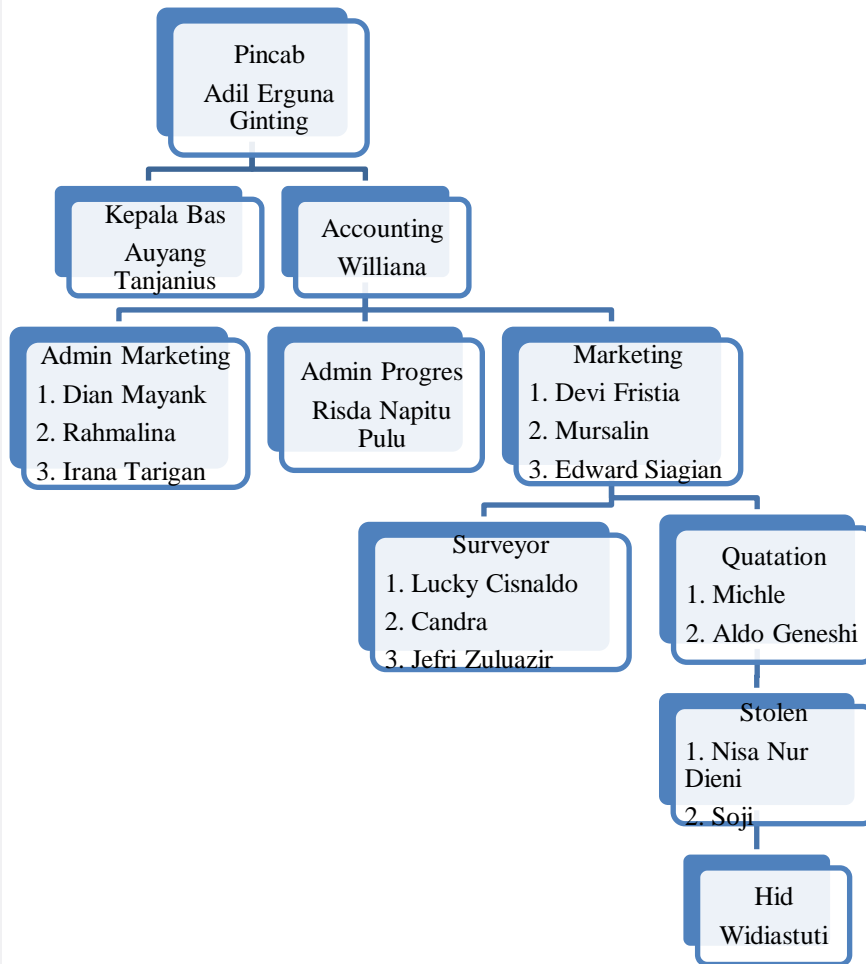 Pincab
Adil Erguna
Ginting
Kepala Bas
Auyang
Tanjanius
Accounting
Williana
Admin Marketing
1. Dian Mayank
2. Rahmalina
3. Irana Tarigan
Admin Progres
Risda Napitu
Pulu
Marketing
1. Devi Fristia
2. Mursalin
3. Edward Siagian
Surveyor
1. Lucky Cisnaldo
2. Candra
3. Jefri Zuluazir
Quatation
1. Michle
2. Aldo Geneshi
Stolen
1. Nisa Nur
Dieni
2. Soji
Hid
Widiastuti